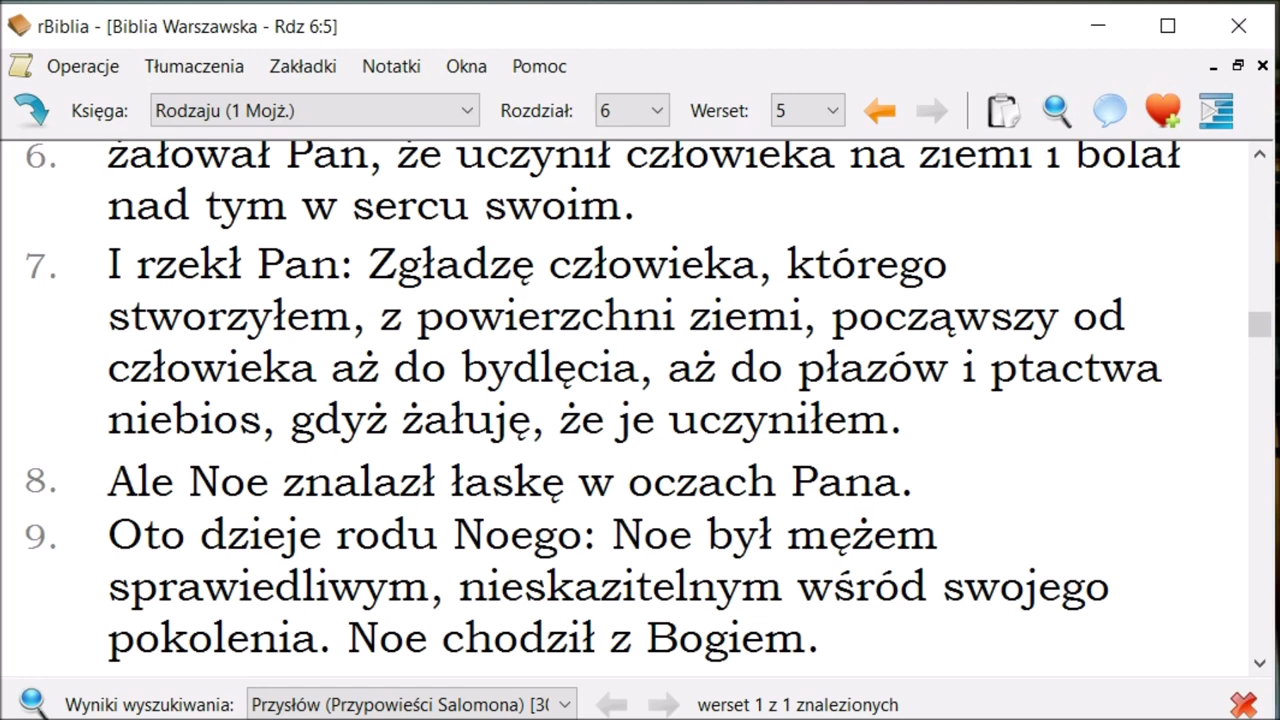 rBiblia - [Biblia Warszawska - Rdz 6:5]
Operacje Tłumaczenia Zakładki Notatki Okna Pomoc
Księga: Rodzaju (1 Mojż.) Rozdział: 6 Werset: 5
6. żałował Pan, że uczynił człowieka na ziemi i bolał
nad tym w sercu swoim.
7. I rzekł Pan: Zgładzę człowieka, którego
stworzyłem, z powierzchni ziemi, począwszy od
człowieka aż do bydlęcia, aż do płazów i ptactwa
niebios, gdyż żałuję, że je uczyniłem.
8. Ale Noe znalazł łaskę w oczach Pana.
9. Oto dzieje rodu Noego: Noe był mężem
sprawiedliwym, nieskazitelnym wśród swojego
pokolenia. Noe chodził z Bogiem.
Wyniki wyszukiwania: Przysłów (Przypowieści Salomona) [30 werset 1 z 1 znalezionych